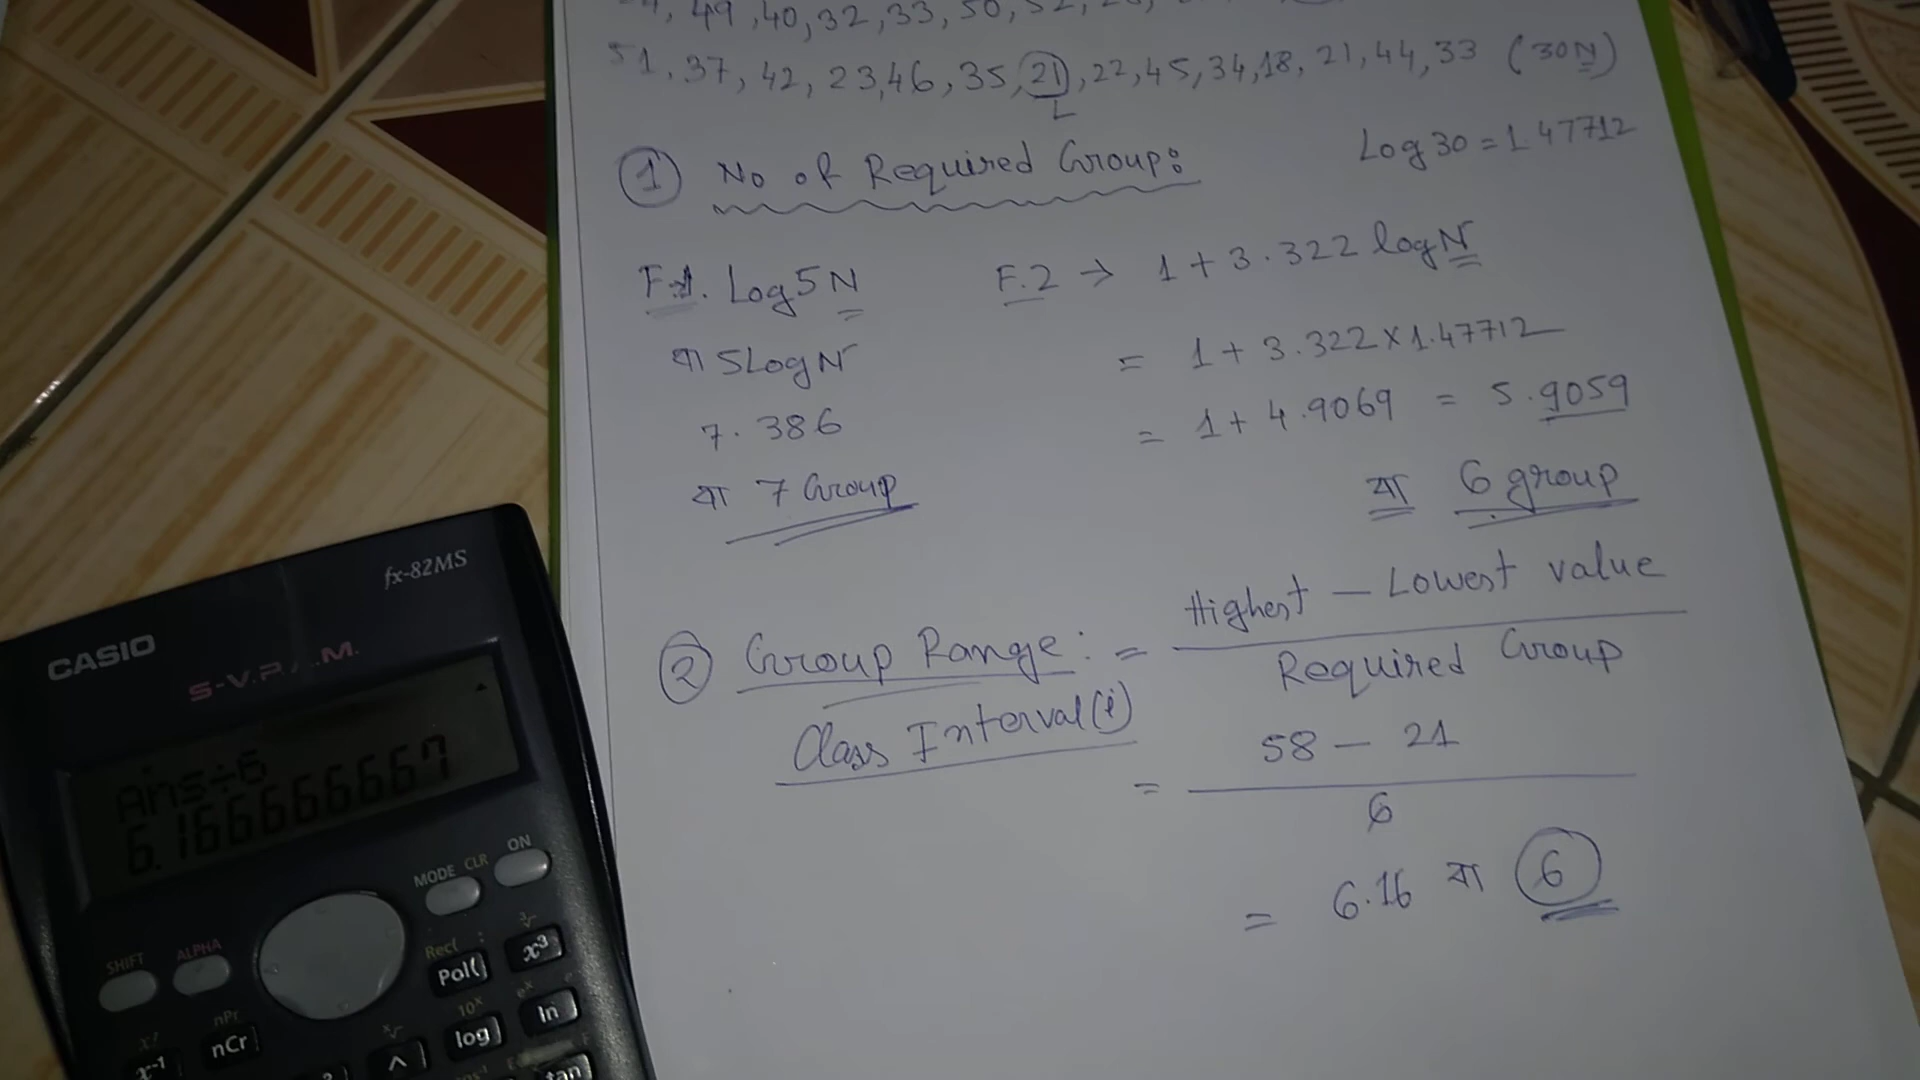 49, 40, 32, 33, 50, 52,
51, 37, 42, 23, 46, 35, 21, 22, 45, 34, 18, 21, 44, 33 (30N)
L
① No of Required Group:
Log 30 = 1.47712
F.1. Log5N
বা 5LogN
7.386
বা 7 Group
F.2 → 1 + 3.322 logN
= 1 + 3.322 × 1.47712
= 1 + 4.9069 = 5.9059
বা 6 group
② Group Range: = Highest — Lowest value
Required Group
Class Interval (i)
= 58 — 21
6
= 6.16 বা 6
fx-82MS
CASIO
S-V.P.A.M.
Ans÷6
6.166666667
MODE CLR ON
SHIFT ALPHA
Recl
Pol( x³
nPr 10ˣ eˣ
x⁻¹ nCr ^ log ln
tan